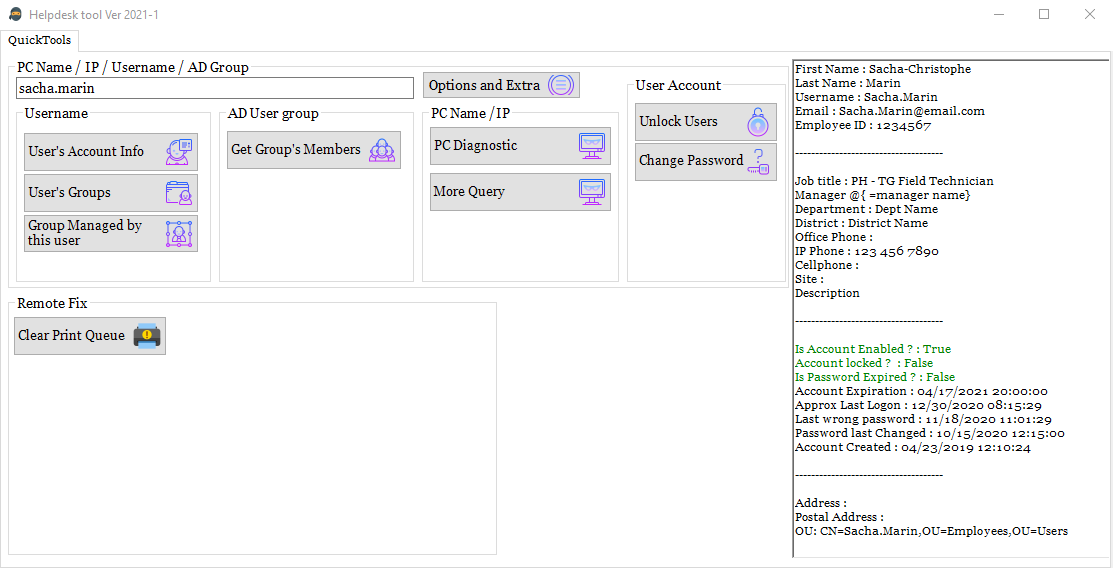 Helpdesk tool Ver 2021-1
QuickTools
PC Name / IP / Username / AD Group
sacha.marin
Options and Extra
Username
User's Account Info
User's Groups
Group Managed by
this user
AD User group
Get Group's Members
PC Name /IP
PC Diagnostic
More Query
User Account
Unlock Users
Change Password
Remote Fix
Clear Print Queue
First Name : Sacha-Christophe
Last Name : Marin
Username : Sacha.Marin
Email : Sacha.Marin@email.com
Employee ID : 1234567
-------------------------------------
Job title : PH - TG Field Technician
Manager @{ =manager name}
Department : Dept Name
District : District Name
Office Phone :
IP Phone : 123 456 7890
Cellphone :
Site :
Description
-------------------------------------
Is Account Enabled ? : True
Account locked ? : False
Is Password Expired ? : False
Account Expiration : 04/17/2021 20:00:00
Approx Last Logon : 12/30/2020 08:15:29
Last wrong password : 11/18/2020 11:01:29
Password last Changed : 10/15/2020 12:15:00
Account Created : 04/23/2019 12:10:24
-------------------------------------
Address :
Postal Address :
OU: CN=Sacha.Marin,OU=Employees,OU=Users